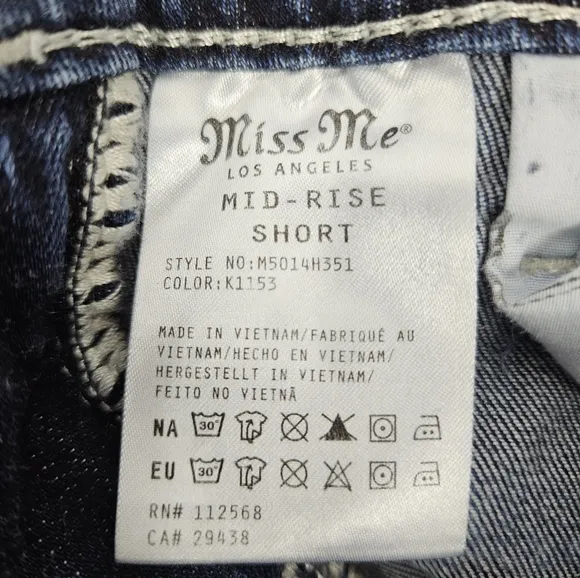 Miss Me®
LOS ANGELES
MID-RISE
SHORT
STYLE NO:M5014H351
COLOR:K1153
MADE IN VIETNAM/FABRIQUÉ AU
VIETNAM/HECHO EN VIETNAM/
HERGESTELLT IN VIETNAM/
FEITO NO VIETNÃ
NA 30°
EU 30°
RN# 112568
CA# 29438